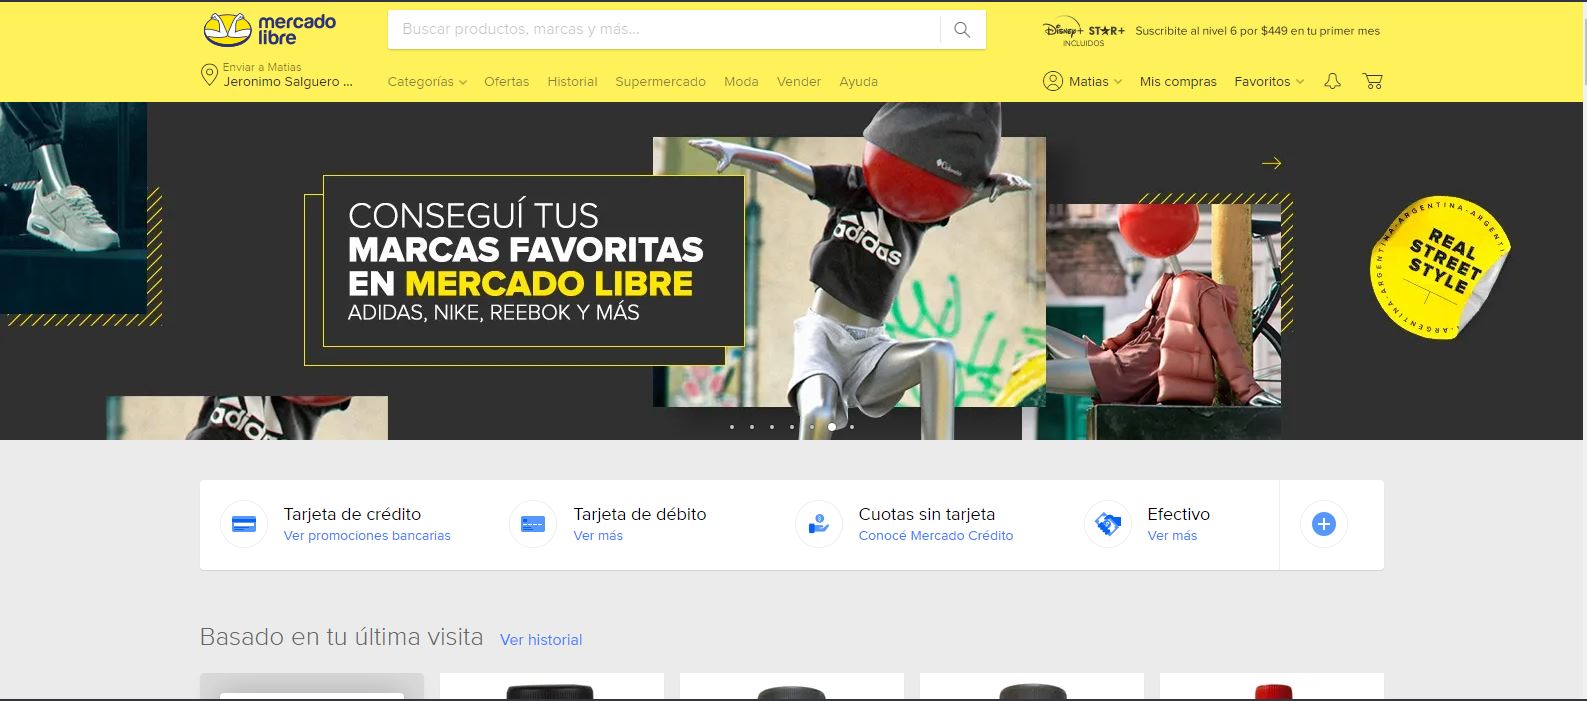 mercado
libre
Buscar productos, marcas y más...
Disney+ ST★R+
INCLUIDOS
Suscribite al nivel 6 por $449 en tu primer mes
Enviar a Matias
Jeronimo Salguero ...
Categorías Ofertas Historial Supermercado Moda Vender Ayuda
Matias Mis compras Favoritos
CONSEGUÍ TUS
MARCAS FAVORITAS
EN MERCADO LIBRE
ADIDAS, NIKE, REEBOK Y MÁS
Columbia
adidas
ARGENTINA·ARGENTINA·ARGENTINA
REAL
STREET
STYLE
adidas
Tarjeta de crédito
Ver promociones bancarias
Tarjeta de débito
Ver más
Cuotas sin tarjeta
Conocé Mercado Crédito
Efectivo
Ver más
Basado en tu última visita Ver historial